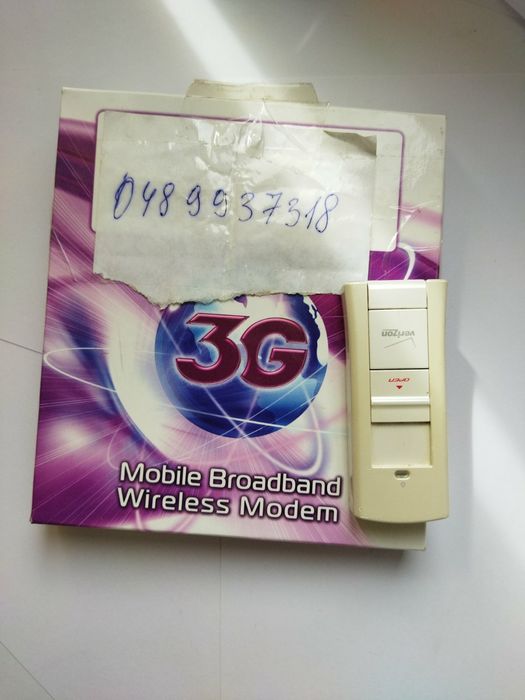 0489937318
3G
Mobile Broadband
Wireless Modem
verizon
OPEN